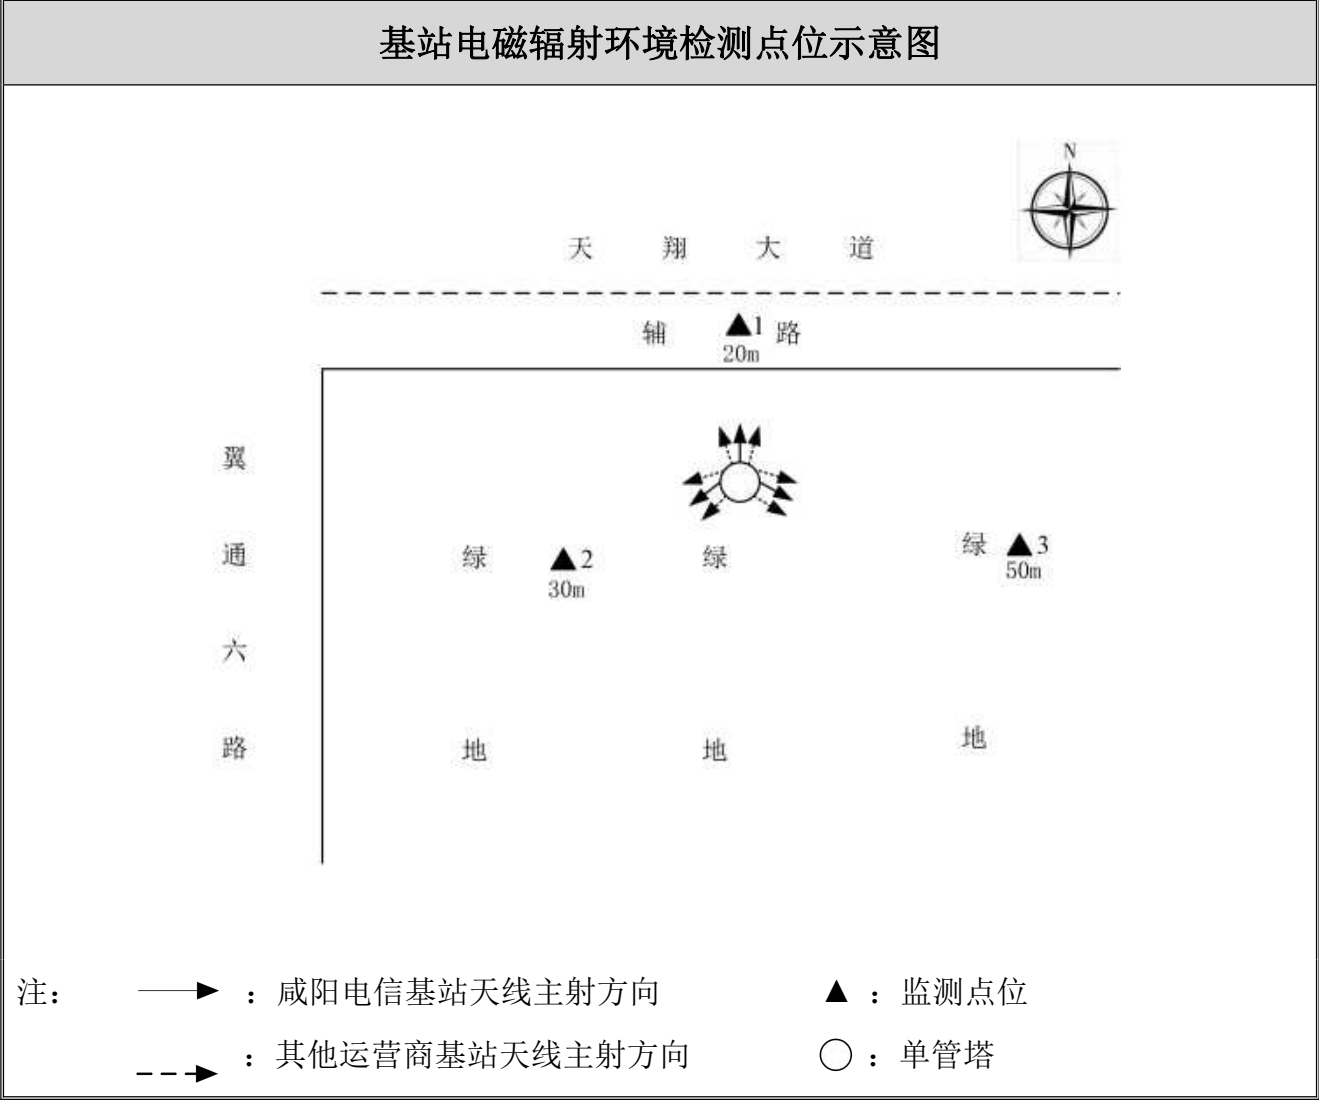 基站电磁辐射环境检测点位示意图
N
天翔大道
辅路
▲1
20m
翼通六路
绿地
▲2
30m
绿地
绿地
▲3
50m
注：
：咸阳电信基站天线主射方向
▲：监测点位
：其他运营商基站天线主射方向
○：单管塔